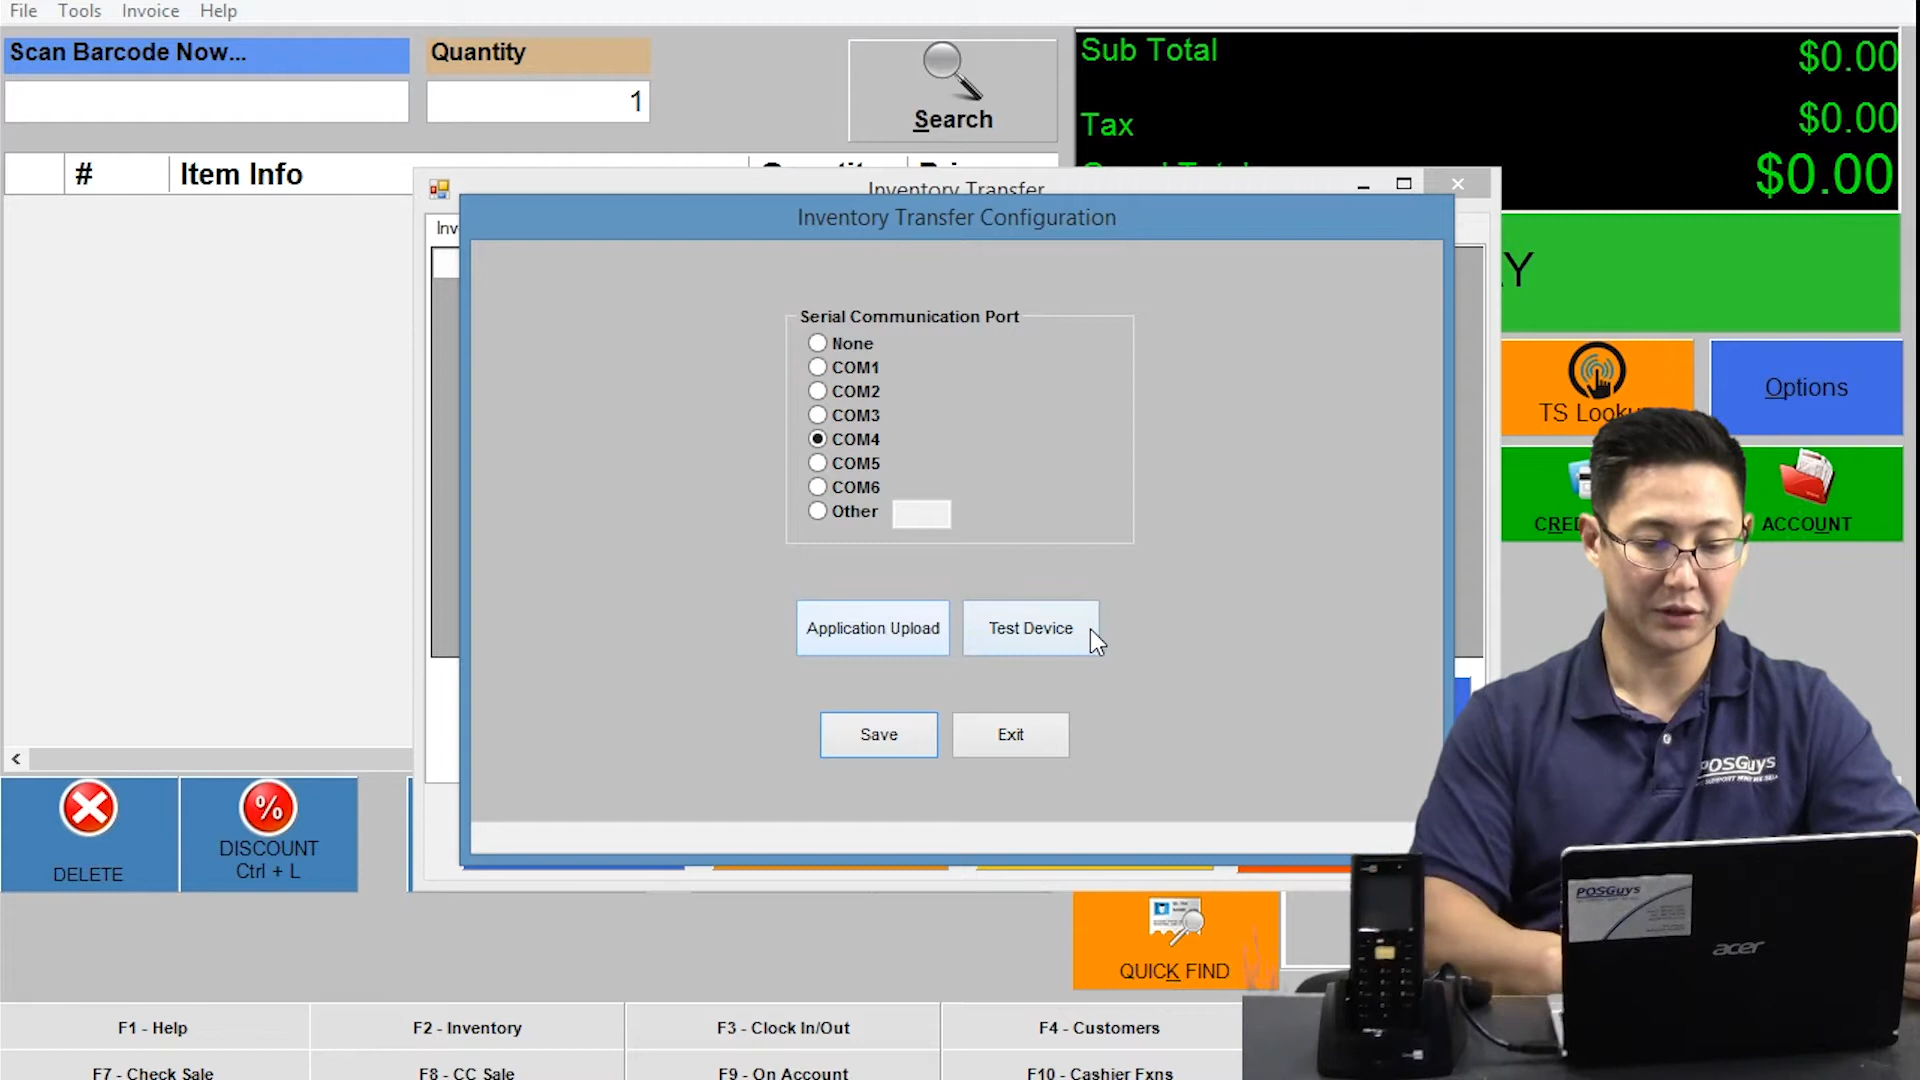 File Tools Invoice Help
Scan Barcode Now...
Quantity
1
Search
Sub Total $0.00
Tax $0.00
$0.00
# Item Info
Inventory Transfer
Inventory Transfer Configuration
Serial Communication Port
None
COM1
COM2
COM3
COM4
COM5
COM6
Other
Application Upload Test Device
Save Exit
Options
ACCOUNT
DELETE
DISCOUNT
Ctrl + L
QUICK FIND
F1 - Help F2 - Inventory F3 - Clock In/Out F4 - Customers
F7 - Check Sale F8 - CC Sale F9 - On Account F10 - Cashier Fxns
POSGuys
POSGuys
acer